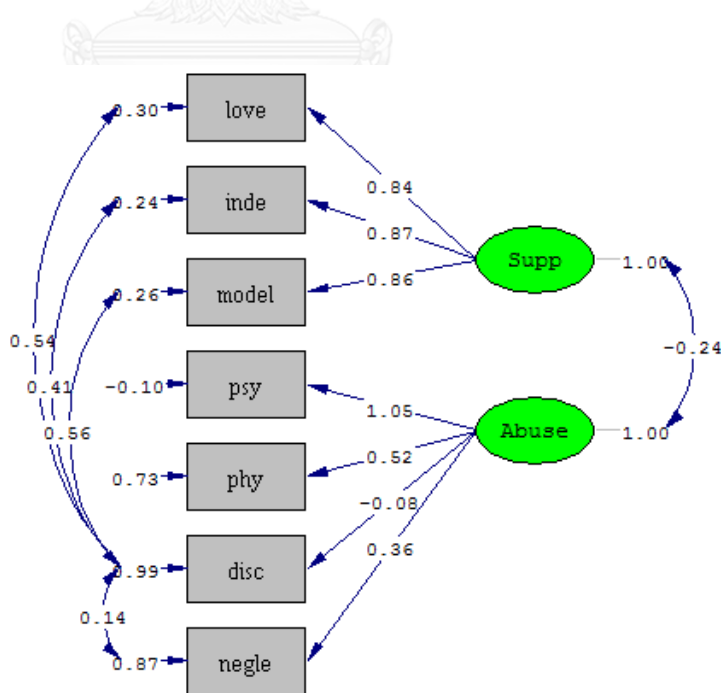 0.30 love
0.84
0.24 inde
0.87
Supp 1.00
0.86
0.26 model
0.54
-0.24
0.41
-0.10 psy
1.05
0.56
Abuse 1.00
0.52
0.73 phy
-0.08
0.36
0.99 disc
0.14
0.87 negle